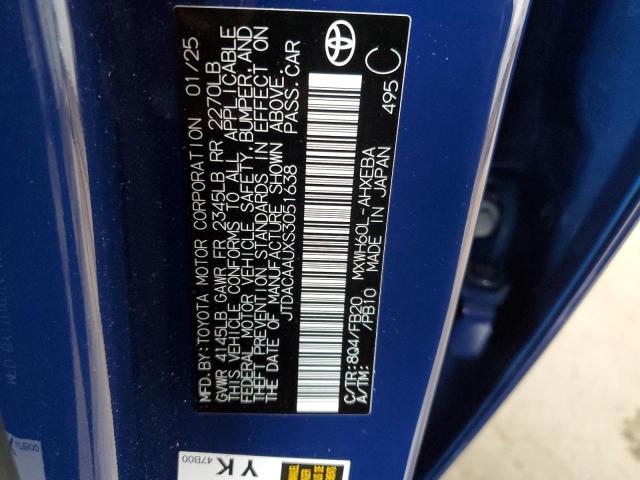 MFD. BY: TOYOTA MOTOR CORPORATION 01/25
GVWR 4145LB GAWR FR 2345LB RR 2270LB
THIS VEHICLE CONFORMS TO ALL APPLICABLE
FEDERAL MOTOR VEHICLE SAFETY, BUMPER, AND
THEFT PREVENTION STANDARDS IN EFFECT ON
THE DATE OF MANUFACTURE SHOWN ABOVE.
JTDACAAUXS3051638 PASS. CAR
C/TR: 8Q4/FB20 MXWH60L-AHXEBA
A/TM: /PB10 MADE IN JAPAN
495 C
YK
47B00